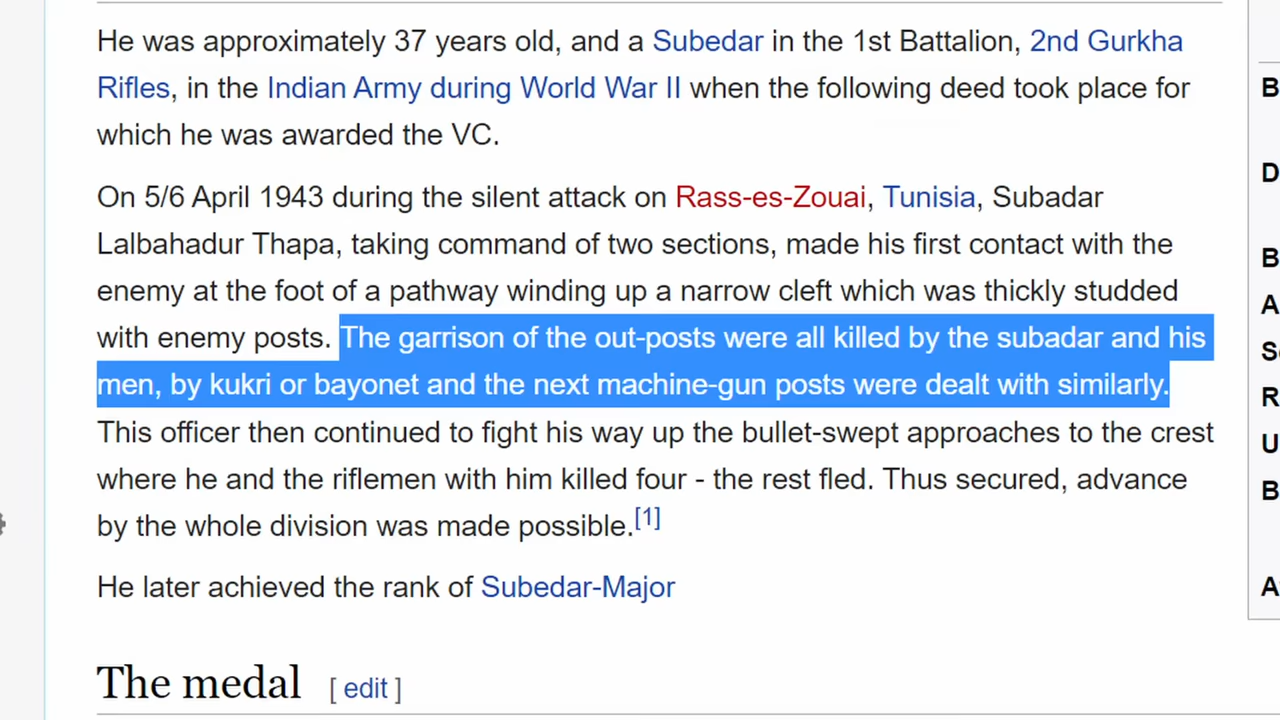 He was approximately 37 years old, and a Subedar in the 1st Battalion, 2nd Gurkha
Rifles, in the Indian Army during World War II when the following deed took place for
which he was awarded the VC.
On 5/6 April 1943 during the silent attack on Rass-es-Zouai, Tunisia, Subadar
Lalbahadur Thapa, taking command of two sections, made his first contact with the
enemy at the foot of a pathway winding up a narrow cleft which was thickly studded
with enemy posts. The garrison of the out-posts were all killed by the subadar and his
men, by kukri or bayonet and the next machine-gun posts were dealt with similarly.
This officer then continued to fight his way up the bullet-swept approaches to the crest
where he and the riflemen with him killed four - the rest fled. Thus secured, advance
by the whole division was made possible.[1]
He later achieved the rank of Subedar-Major
The medal [ edit ]